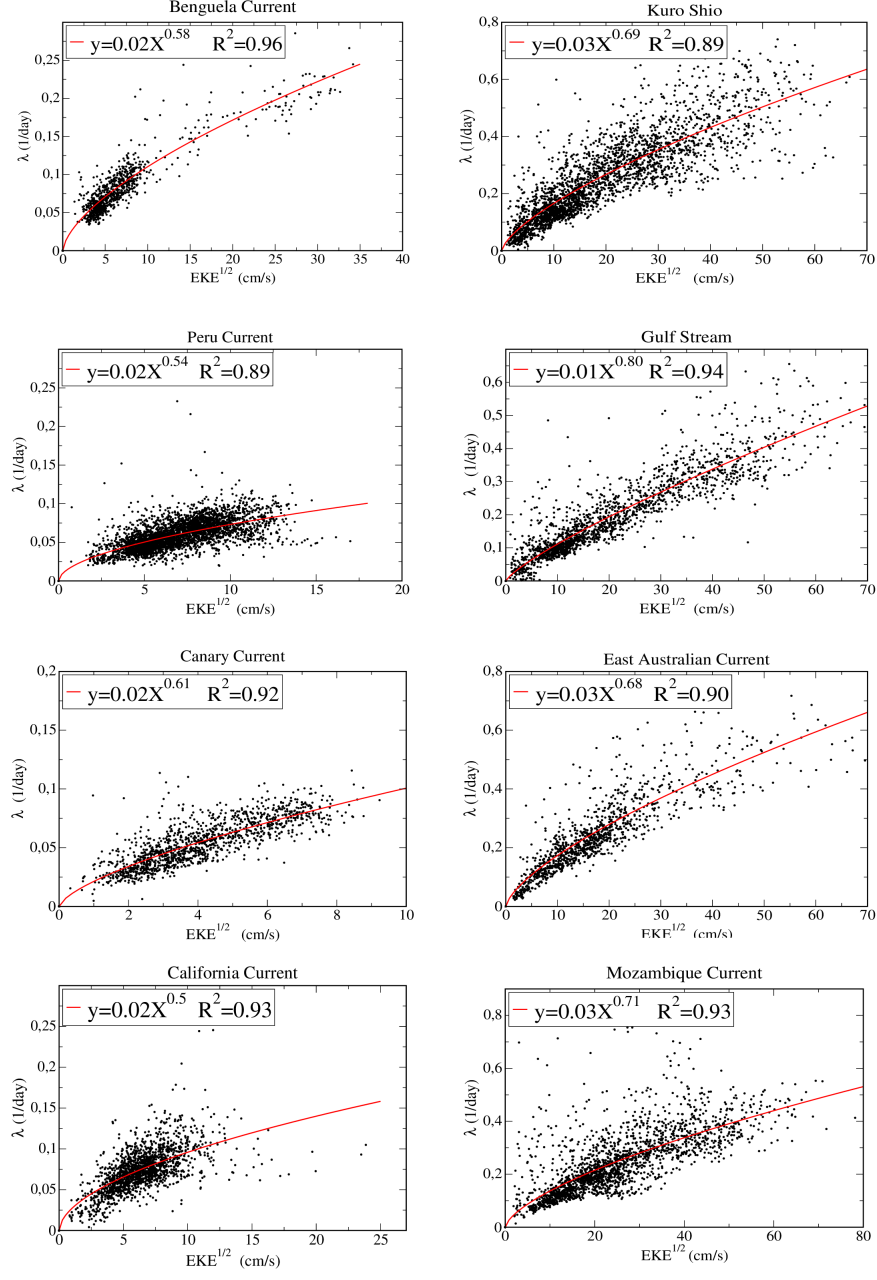 Benguela Current
y=0.02X^0.58 R^2=0.96
0,25
0,2
0,15
0,1
0,05
0
λ (1/day)
0 5 10 15 20 25 30 35 40
EKE^1/2 (cm/s)
Kuro Shio
0,8
y=0.03X^0.69 R^2=0.89
0,6
0,4
0,2
0
λ (1/day)
0 10 20 30 40 50 60 70
EKE^1/2 (cm/s)
Peru Current
y=0.02X^0.54 R^2=0.89
0,25
0,2
0,15
0,1
0,05
0
λ (1/day)
0 5 10 15 20
EKE^1/2 (cm/s)
Gulf Stream
y=0.01X^0.80 R^2=0.94
0,6
0,5
0,4
0,3
0,2
0,1
0
λ (1/day)
0 10 20 30 40 50 60 70
EKE^1/2 (cm/s)
Canary Current
0,2
y=0.02X^0.61 R^2=0.92
0,15
0,1
0,05
0
λ (1/day)
0 2 4 6 8 10
EKE^1/2 (cm/s)
East Australian Current
0,8
y=0.03X^0.68 R^2=0.90
0,6
0,4
0,2
0
λ (1/day)
0 10 20 30 40 50 60 70
EKE^1/2 (cm/s)
California Current
y=0.02X^0.5 R^2=0.93
0,25
0,2
0,15
0,1
0,05
0
λ (1/day)
0 5 10 15 20 25
EKE^1/2 (cm/s)
Mozambique Current
y=0.03X^0.71 R^2=0.93
0,8
0,6
0,4
0,2
0
λ (1/day)
0 20 40 60 80
EKE^1/2 (cm/s)